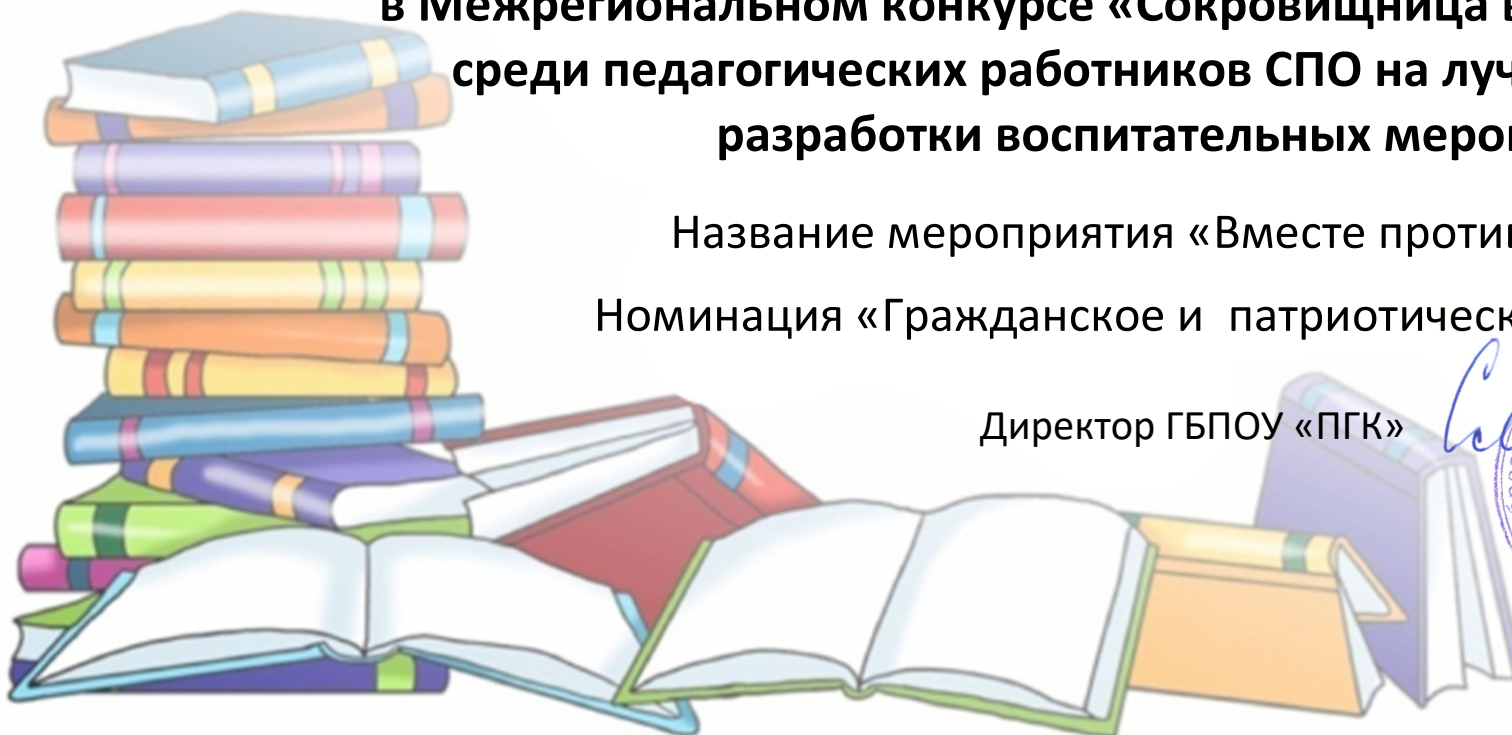 в Межрегиональном конкурсе «Сокровищница
среди педагогических работников СПО на луч
разработки воспитательных меро
Название мероприятия «Вместе проти
Номинация «Гражданское и патриотическ
Директор ГБПОУ «ПГК»